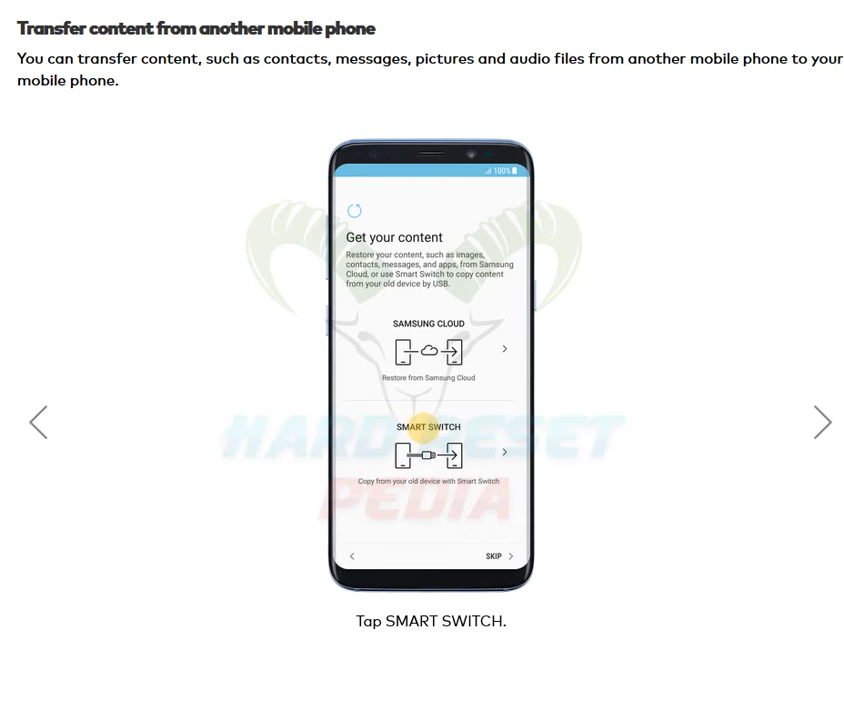 Transfer content from another mobile phone
You can transfer content, such as contacts, messages, pictures and audio files from another mobile phone to your
mobile phone.
100%
Get your content
Restore your content, such as images,
contacts, messages, and apps, from Samsung
Cloud, or use Smart Switch to copy content
from your old device by USB.
SAMSUNG CLOUD
Restore from Samsung Cloud
SMART SWITCH
HARD RESET
Copy from your old device with Smart Switch
PEDIA
SKIP
Tap SMART SWITCH.